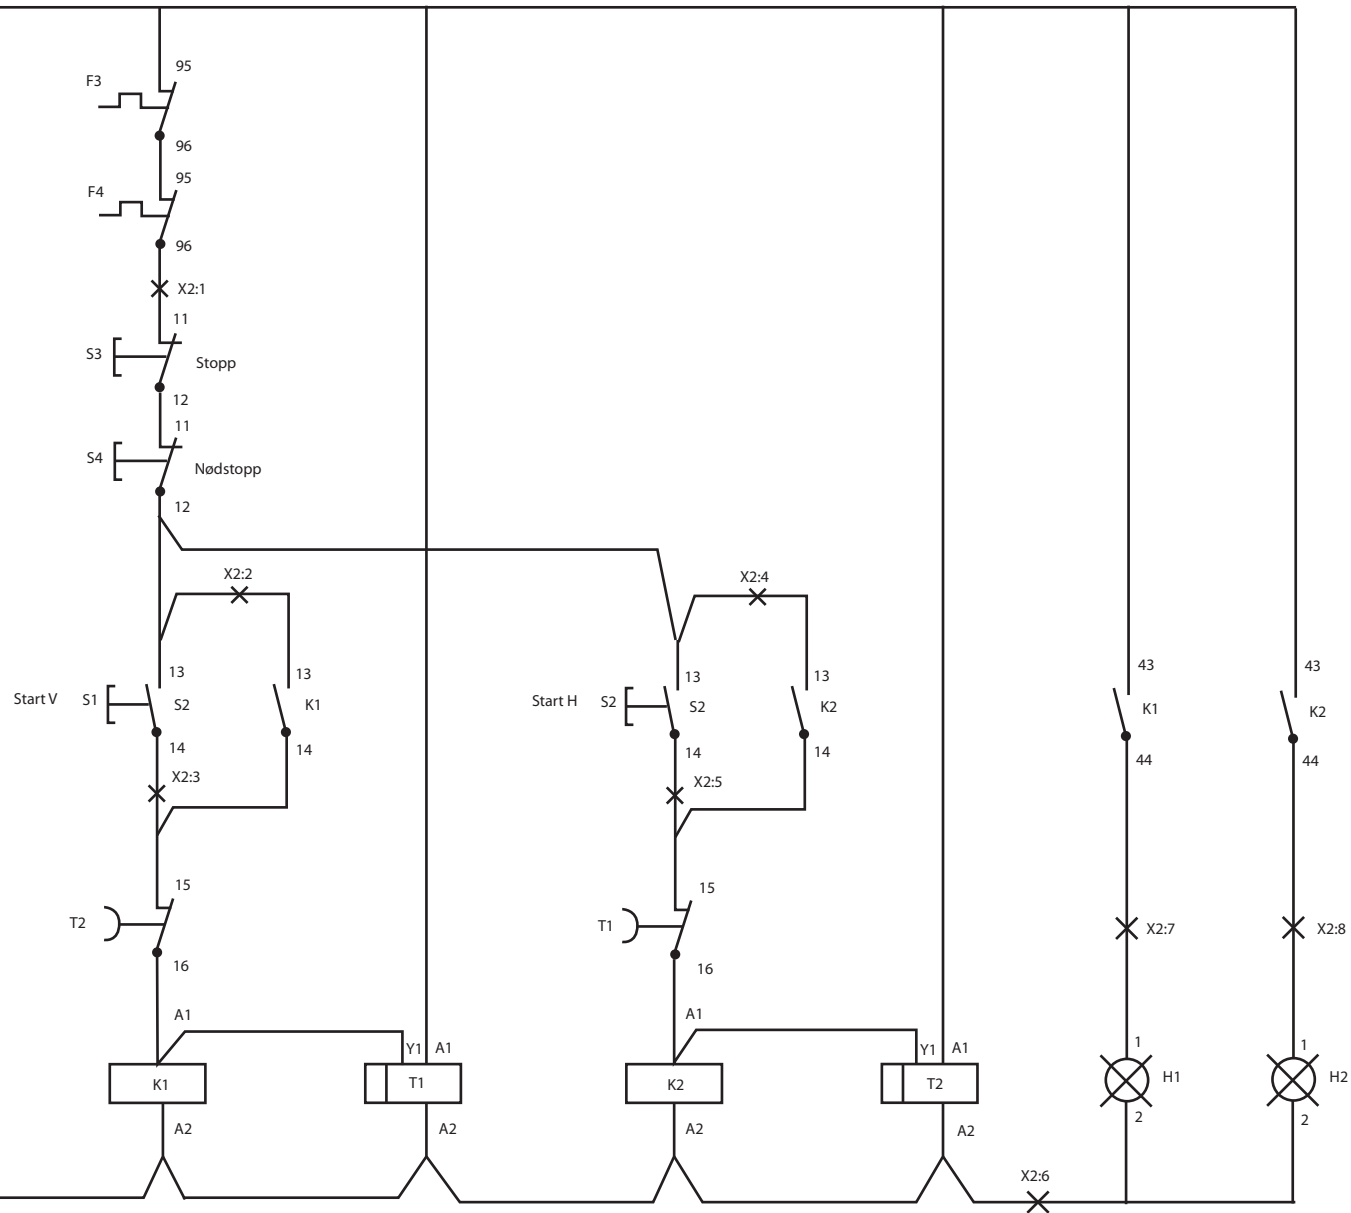 95
F3
96
95
F4
96
X2:1
11
S3
Stopp
12
11
S4
Nødstopp
12
X2:2
X2:4
13
13
Start V
S1
S2
K1
14
14
X2:3
13
13
Start H
S2
S2
K2
14
14
X2:5
43
K1
44
43
K2
44
15
T2
16
15
T1
16
X2:7
X2:8
A1
Y1
A1
K1
T1
A2
A2
A1
Y1
A1
K2
T2
A2
A2
1
H1
2
1
H2
2
X2:6